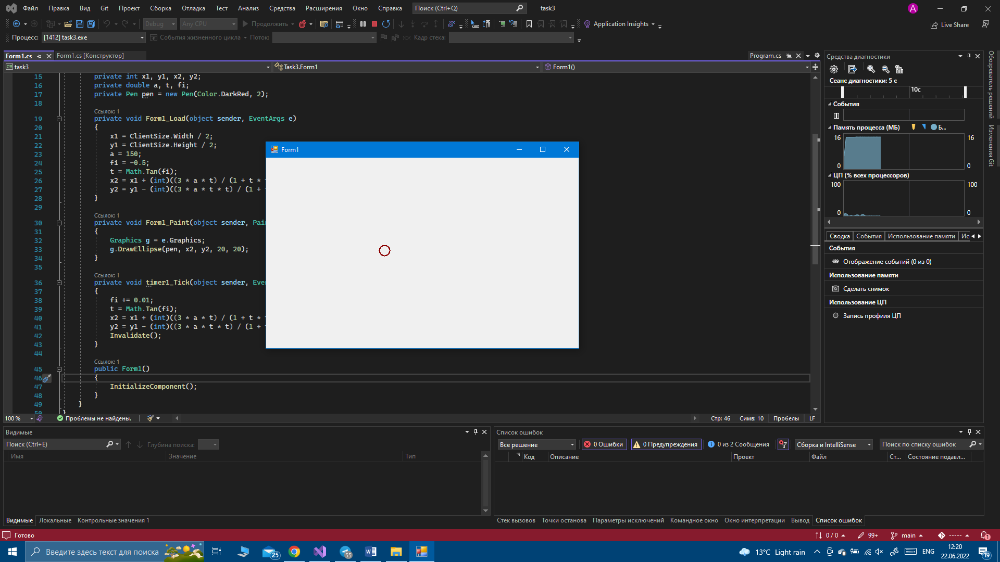 Файл Правка Вид Git Проект Сборка Отладка Тест Анализ Средства Расширения Окно Справка Поиск (Ctrl+Q) task3 A
Debug Any CPU Продолжить Application Insights Live Share
Процесс: [1412] task3.exe События жизненного цикла Поток: Кадр стека:
Form1.cs Form1.cs [Конструктор] Program.cs
task3 Task3.Form1 Form1()
15 private int x1, y1, x2, y2;
16 private double a, t, fi;
17 private Pen pen = new Pen(Color.DarkRed, 2);
18
Ссылок: 1
19 private void Form1_Load(object sender, EventArgs e)
20 {
21 x1 = ClientSize.Width / 2;
22 y1 = ClientSize.Height / 2;
23 a = 150;
24 fi = -0.5;
25 t = Math.Tan(fi);
26 x2 = x1 + (int)((3 * a * t) / (1 + t *
27 y2 = y1 - (int)((3 * a * t * t) / (1 +
28 }
29
Ссылок: 1
30 private void Form1_Paint(object sender, Pai
31 {
32 Graphics g = e.Graphics;
33 g.DrawEllipse(pen, x2, y2, 20, 20);
34 }
35
Ссылок: 1
36 private void timer1_Tick(object sender, Eve
37 {
38 fi += 0.01;
39 t = Math.Tan(fi);
40 x2 = x1 + (int)((3 * a * t) / (1 + t *
41 y2 = y1 - (int)((3 * a * t * t) / (1 +
42 Invalidate();
43 }
44
Ссылок: 1
45 public Form1()
46 {
47 InitializeComponent();
48 }
49 }
50 }
Form1
100 % Проблемы не найдены. Стр: 46 Симв: 10 Пробелы LF
Средства диагностики
Сеанс диагностики: 5 с
10с
События
Память процесса (МБ) Б...
16 16
0 0
ЦП (% всех процессоров)
100 100
0 0
Сводка События Использование памяти Ис
События
Отображение событий (0 из 0)
Использование памяти
Сделать снимок
Использование ЦП
Запись профиля ЦП
Обозреватель решений
Изменения Git
Видимые
Поиск (Ctrl+E) Глубина поиска:
Имя Значение Тип
Видимые Локальные Контрольные значения 1
Список ошибок
Все решение 0 Ошибки 0 Предупреждения 0 из 2 Сообщения Сборка и IntelliSense Поиск по списку ошибок
Код Описание Проект Файл Ст... Состояние подавл...
Стек вызовов Точки останова Параметры исключений Командное окно Окно интерпретации Вывод Список ошибок
Готово 0 / 0 99+ main ----- 1
Введите здесь текст для поиска 25 55 13°C Light rain ENG 12:20
22.06.2022 19